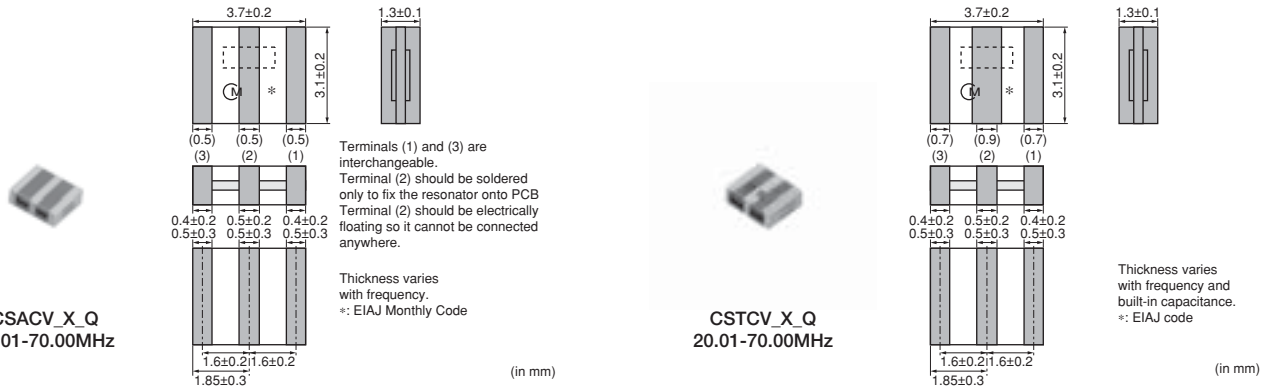 3.7±0.2
1.3±0.1
3.1±0.2
M
*
(0.5) (0.5) (0.5)
(3) (2) (1)
Terminals (1) and (3) are
interchangeable.
Terminal (2) should be soldered
only to fix the resonator onto PCB
Terminal (2) should be electrically
floating so it cannot be connected
anywhere.
0.4±0.2 0.5±0.2 0.4±0.2
0.5±0.3 0.5±0.3 0.5±0.3
Thickness varies
with frequency.
*: EIAJ Monthly Code
CSACV_X_Q
01-70.00MHz
1.6±0.2 1.6±0.2
1.85±0.3
(in mm)
3.7±0.2
1.3±0.1
3.1±0.2
M
*
(0.7) (0.9) (0.7)
(3) (2) (1)
0.4±0.2 0.5±0.2 0.4±0.2
0.5±0.3 0.5±0.3 0.5±0.3
Thickness varies
with frequency and
built-in capacitance.
*: EIAJ code
CSTCV_X_Q
20.01-70.00MHz
1.6±0.2 1.6±0.2
1.85±0.3
(in mm)